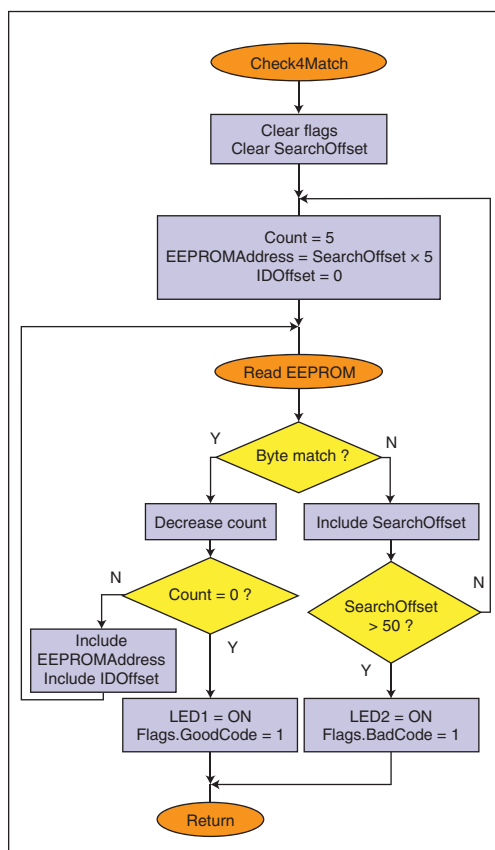 Check4Match
Clear flags
Clear SearchOffset
Count = 5
EEPROMAddress = SearchOffset × 5
IDOffset = 0
Read EEPROM
Y
Byte match ?
N
Decrease count
Include SearchOffset
N
Count = 0 ?
Y
SearchOffset
> 50 ?
N
Y
Include
EEPROMAddress
Include IDOffset
LED1 = ON
Flags.GoodCode = 1
LED2 = ON
Flags.BadCode = 1
Return